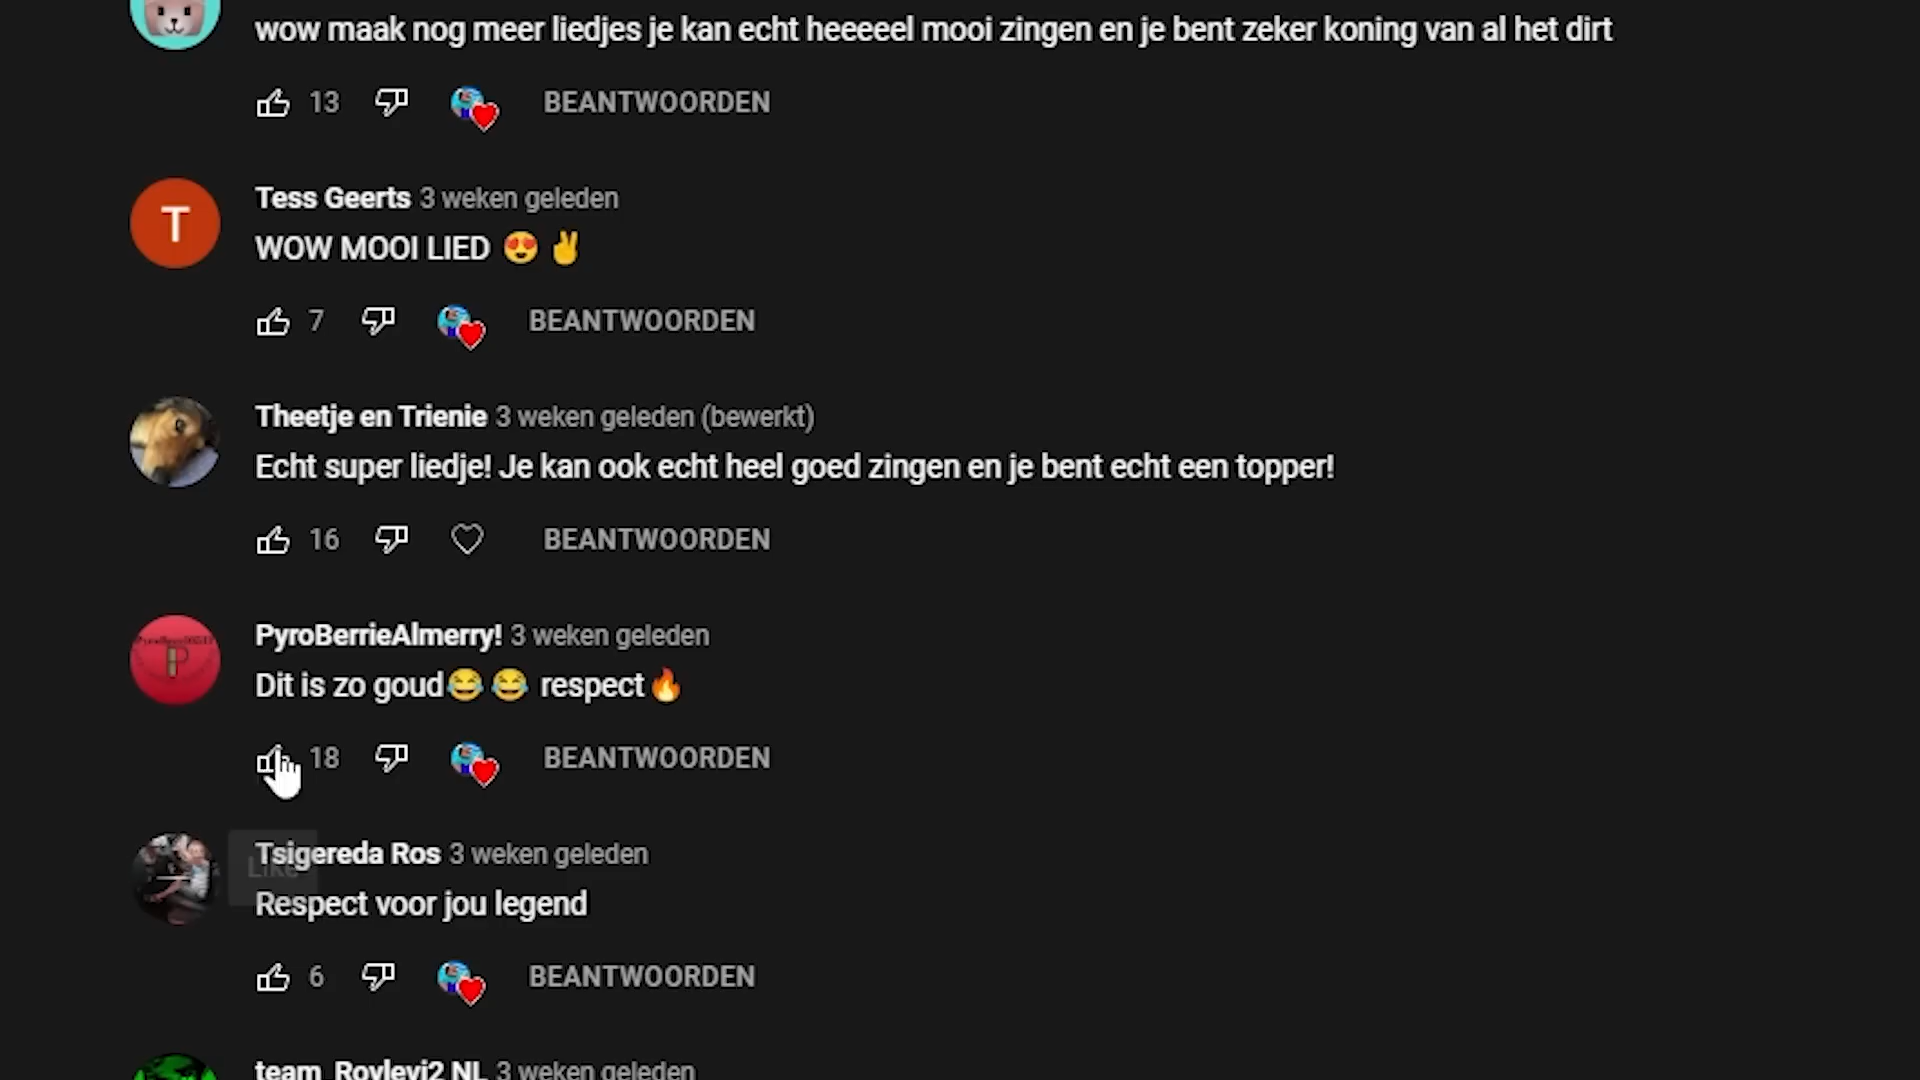 wow maak nog meer liedjes je kan echt heeeeel mooi zingen en je bent zeker koning van al het dirt
13 BEANTWOORDEN
T
Tess Geerts 3 weken geleden
WOW MOOI LIED 😍 ✌
7 BEANTWOORDEN
Theetje en Trienie 3 weken geleden (bewerkt)
Echt super liedje! Je kan ook echt heel goed zingen en je bent echt een topper!
16 BEANTWOORDEN
P
PyroBerrieAlmerry! 3 weken geleden
Dit is zo goud😂 😂 respect🔥
18 BEANTWOORDEN
Like
Tsigereda Ros 3 weken geleden
Respect voor jou legend
6 BEANTWOORDEN
team_Roylevi2 NL 3 weken geleden